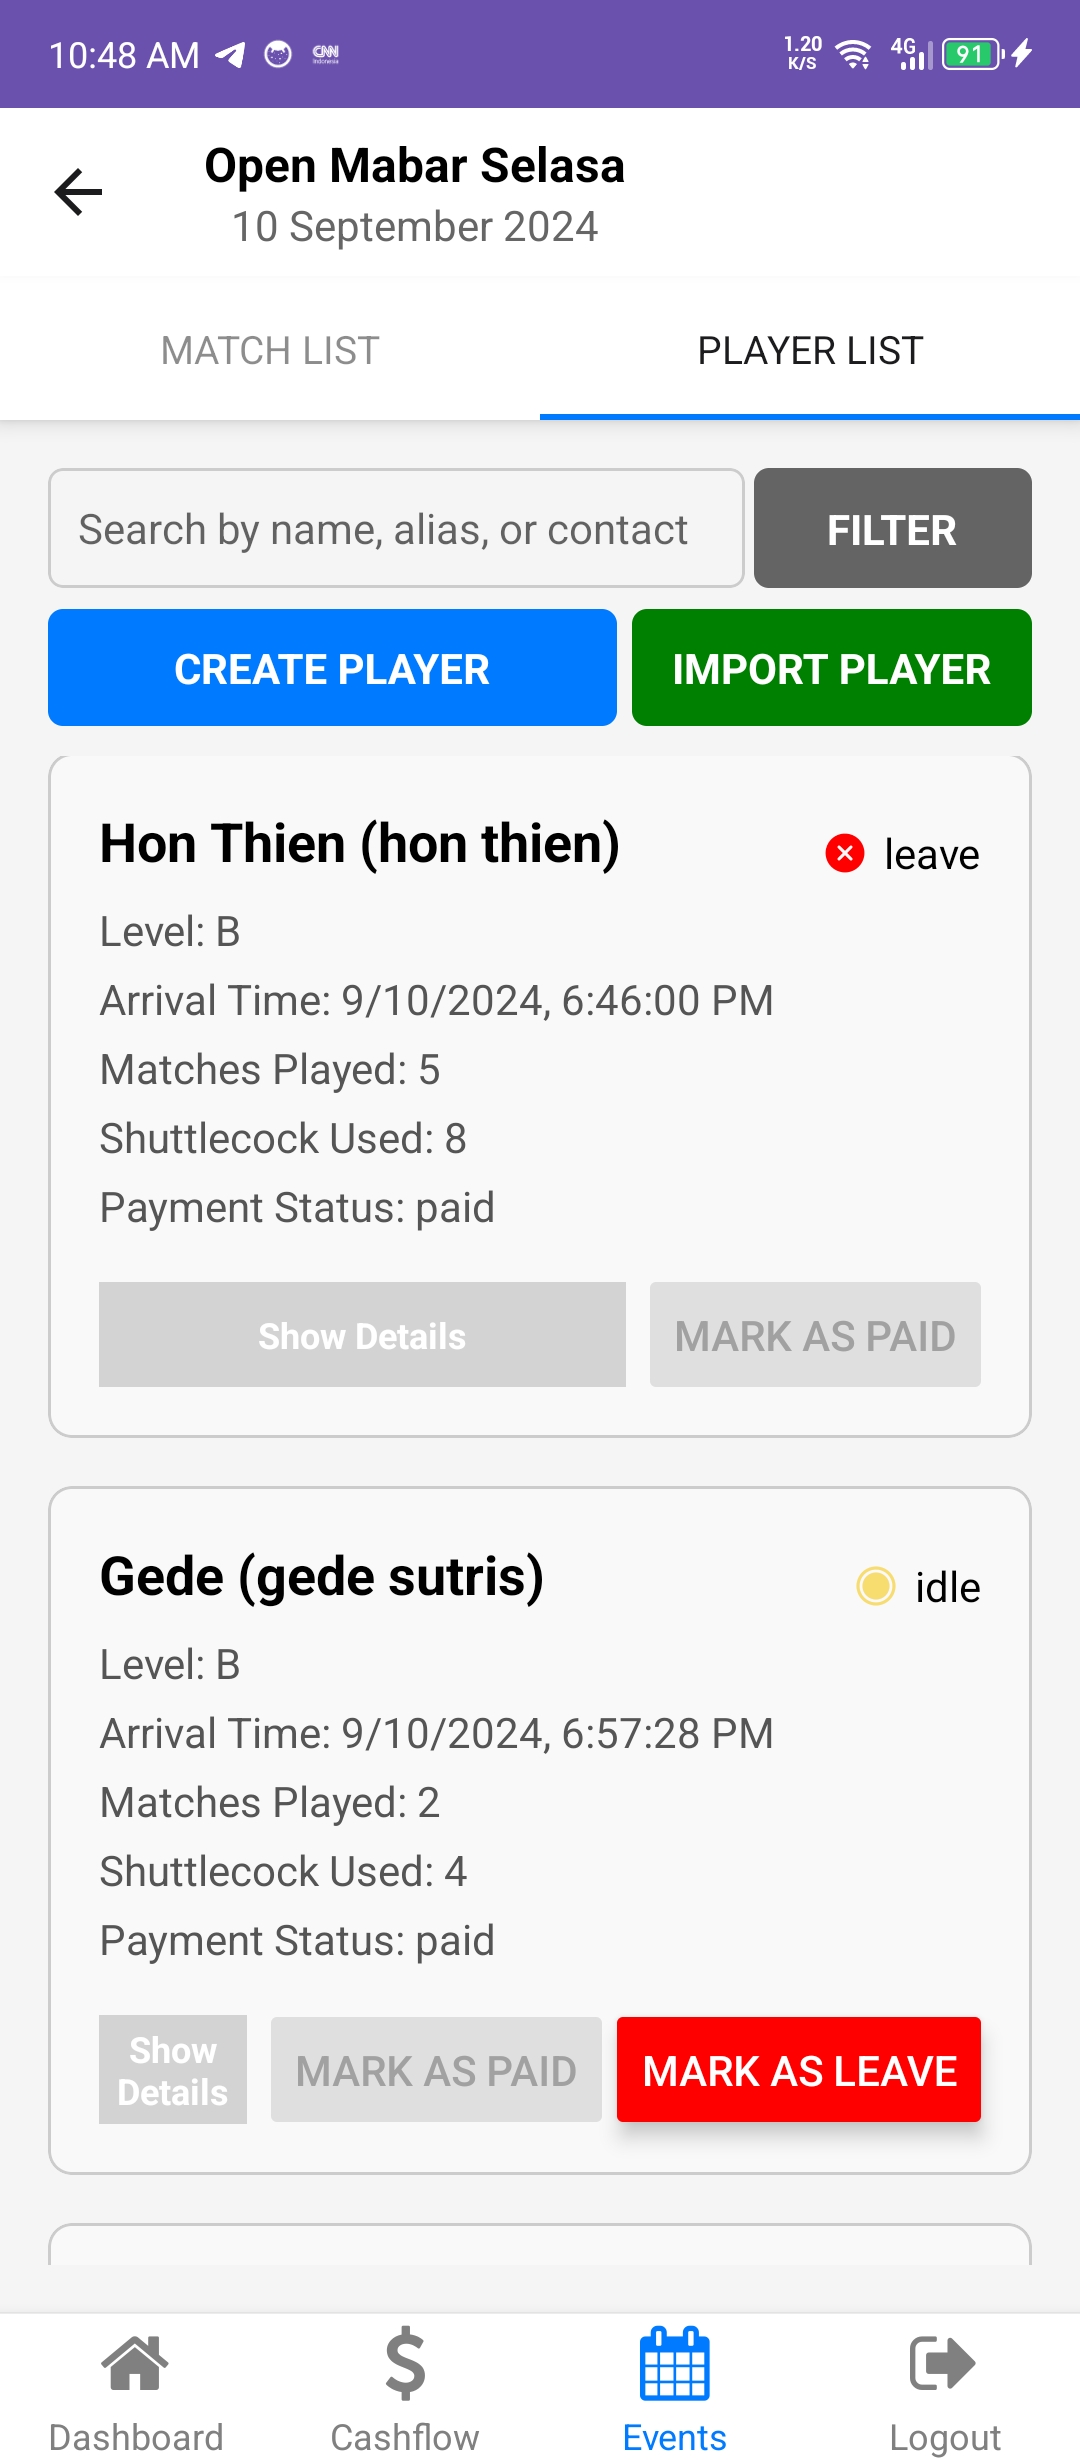 10:48 AM
CNN
Indonesia
1.20
K/S
4G
91
Open Mabar Selasa
10 September 2024
MATCH LIST
PLAYER LIST
Search by name, alias, or contact
FILTER
CREATE PLAYER
IMPORT PLAYER
Hon Thien (hon thien)
leave
Level: B
Arrival Time: 9/10/2024, 6:46:00 PM
Matches Played: 5
Shuttlecock Used: 8
Payment Status: paid
Show Details
MARK AS PAID
Gede (gede sutris)
idle
Level: B
Arrival Time: 9/10/2024, 6:57:28 PM
Matches Played: 2
Shuttlecock Used: 4
Payment Status: paid
Show
Details
MARK AS PAID
MARK AS LEAVE
Dashboard
Cashflow
Events
Logout